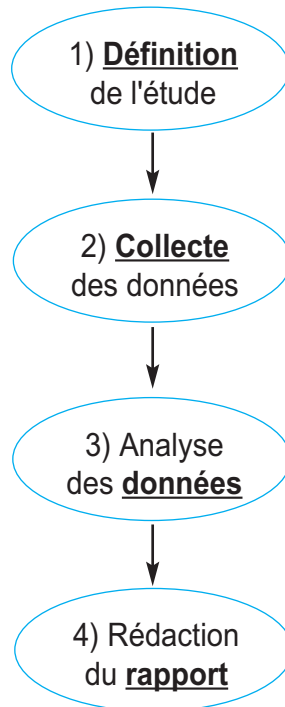 1) Définition
de l'étude
2) Collecte
des données
3) Analyse
des données
4) Rédaction
du rapport